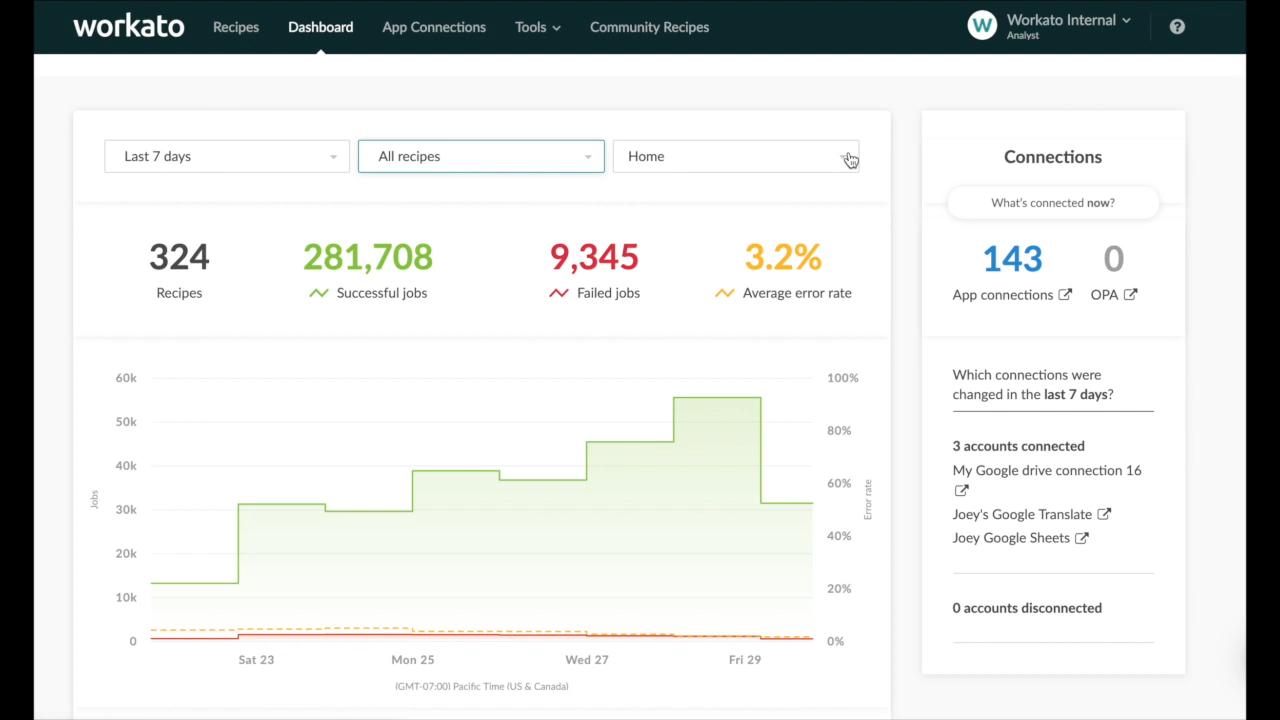 workato
Recipes
Dashboard
App Connections
Tools
Community Recipes
W
Workato Internal
Analyst
?
Last 7 days
All recipes
Home
324
Recipes
281,708
Successful jobs
9,345
Failed jobs
3.2%
Average error rate
60k
50k
40k
30k
20k
10k
0
Jobs
100%
80%
60%
40%
20%
0%
Error rate
Sat 23
Mon 25
Wed 27
Fri 29
(GMT-07:00) Pacific Time (US & Canada)
Connections
What's connected now?
143
App connections
0
OPA
Which connections were
changed in the last 7 days?
3 accounts connected
My Google drive connection 16
Joey's Google Translate
Joey Google Sheets
0 accounts disconnected